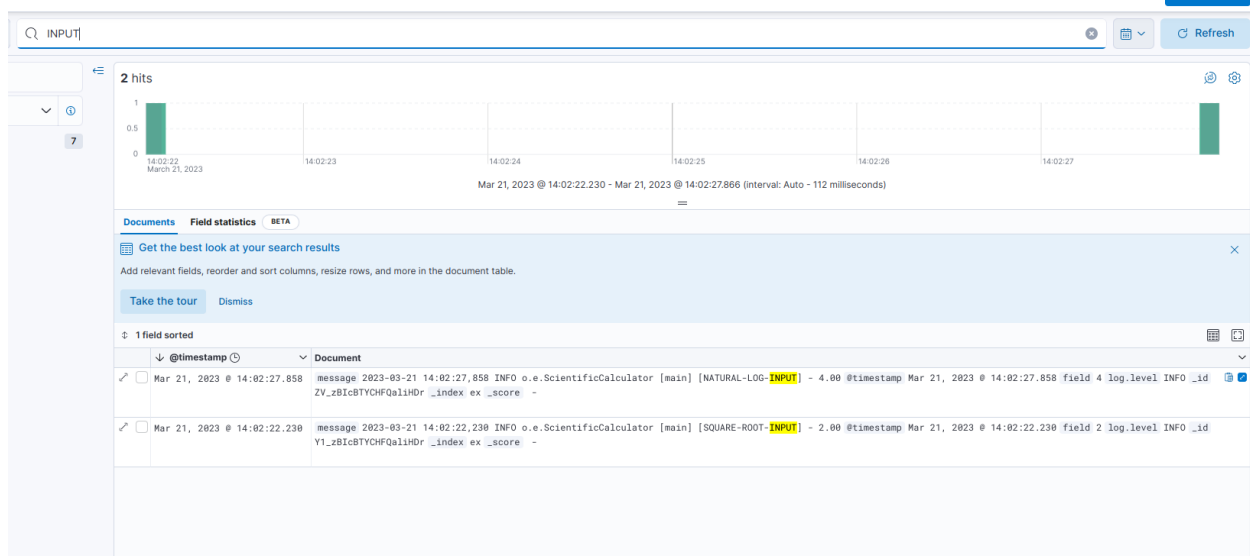 INPUT
Refresh
2 hits
7
1
0.5
0
14:02:22
March 21, 2023
14:02:23
14:02:24
14:02:25
14:02:26
14:02:27
Mar 21, 2023 @ 14:02:22.230 - Mar 21, 2023 @ 14:02:27.866 (interval: Auto - 112 milliseconds)
Documents Field statistics BETA
Get the best look at your search results
Add relevant fields, reorder and sort columns, resize rows, and more in the document table.
Take the tour Dismiss
1 field sorted
@timestamp Document
Mar 21, 2023 @ 14:02:27.858 message 2023-03-21 14:02:27,858 INFO o.e.ScientificCalculator [main] [NATURAL-LOG-INPUT] - 4.00 @timestamp Mar 21, 2023 @ 14:02:27.858 field 4 log.level INFO _id
ZV_zBIcBTYCHFQaliHDr _index ex _score -
Mar 21, 2023 @ 14:02:22.230 message 2023-03-21 14:02:22,230 INFO o.e.ScientificCalculator [main] [SQUARE-ROOT-INPUT] - 2.00 @timestamp Mar 21, 2023 @ 14:02:22.230 field 2 log.level INFO _id
Y1_zBIcBTYCHFQaliHDr _index ex _score -